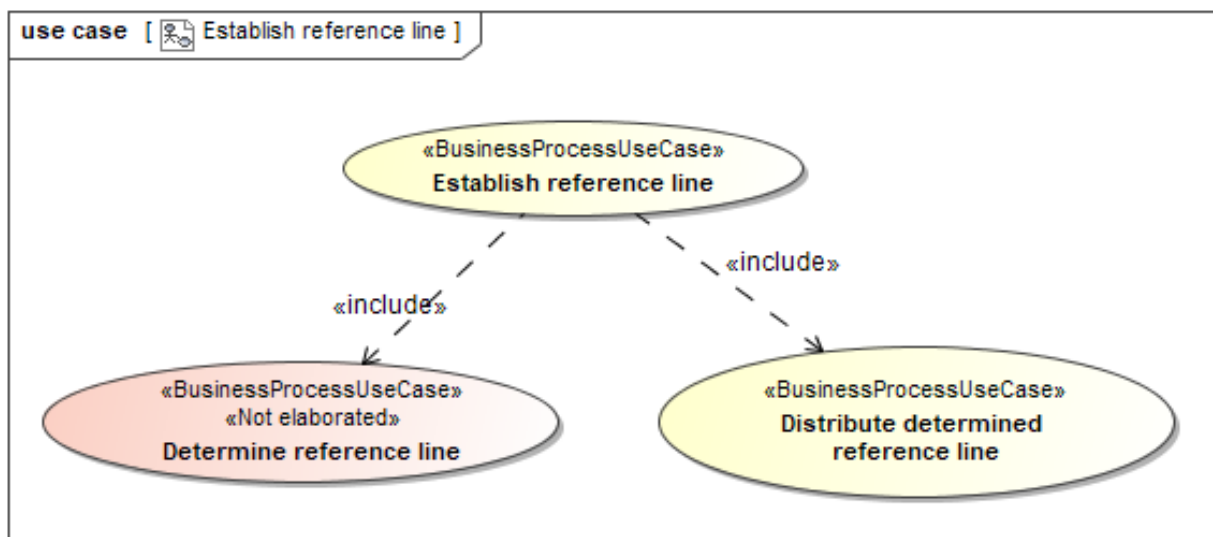 use case [ Establish reference line ]
«BusinessProcessUseCase»
Establish reference line
«include»
«include»
«BusinessProcessUseCase»
«Not elaborated»
Determine reference line
«BusinessProcessUseCase»
Distribute determined
reference line